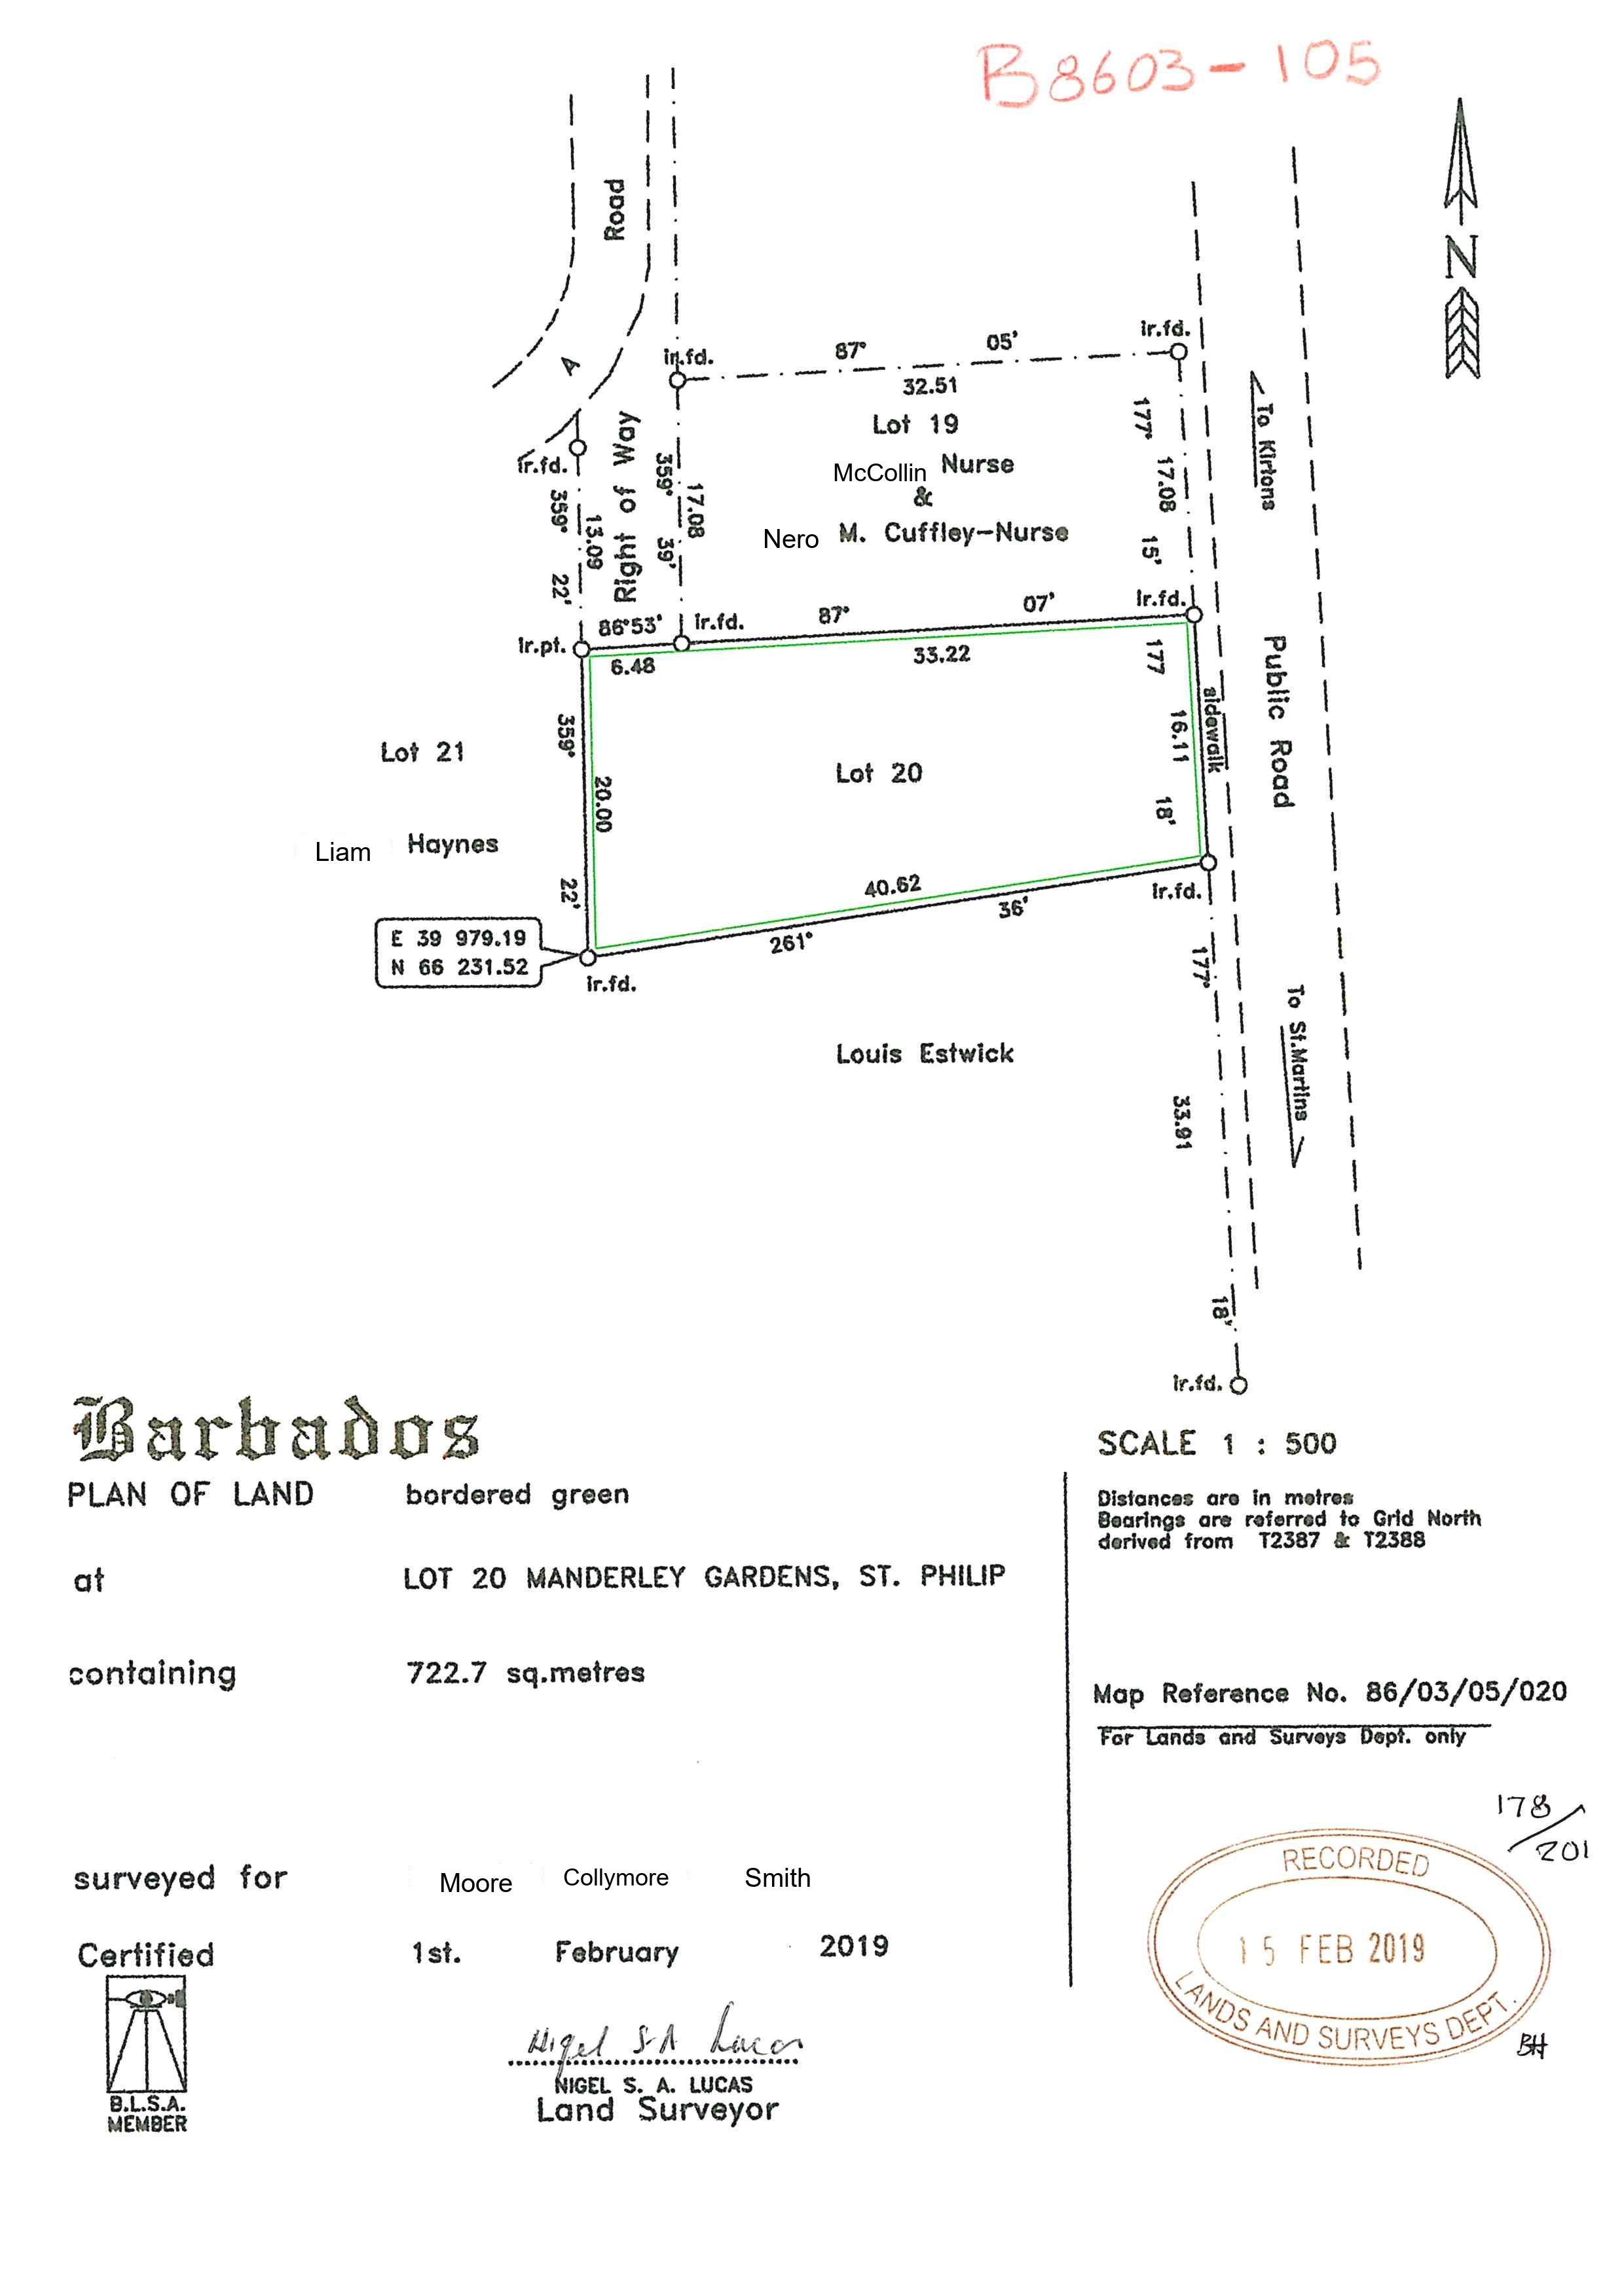 B8603-105
Road
A
N
ir.fd.
87° 05'
ir.fd.
32.51
Lot 19
McCollin Nurse
&
Nero M. Cuffley-Nurse
To Kirtons
ir.fd.
Right of Way
359° 22'
13.09
359° 39'
17.08
177° 15'
17.08
ir.pt.
86°53'
6.48
ir.fd.
87° 07'
33.22
ir.fd.
Public Road
sidewalk
177 18'
16.11
Lot 21
Lot 20
359° 22'
20.00
Liam Haynes
40.62
261° 36'
ir.fd.
E 39 979.19
N 66 231.52
ir.fd.
Louis Estwick
177° 18'
33.91
To St.Martins
ir.fd.
Barbados
SCALE 1 : 500
PLAN OF LAND bordered green
Distances are in metres
Bearings are referred to Grid North
derived from T2387 & T2388
at LOT 20 MANDERLEY GARDENS, ST. PHILIP
containing 722.7 sq.metres
Map Reference No. 86/03/05/020
For Lands and Surveys Dept. only
178/201
surveyed for Moore Collymore Smith
RECORDED
15 FEB 2019
LANDS AND SURVEYS DEPT.
BH
Certified 1st. February 2019
Nigel S A Lucas
NIGEL S. A. LUCAS
Land Surveyor
B.L.S.A.
MEMBER